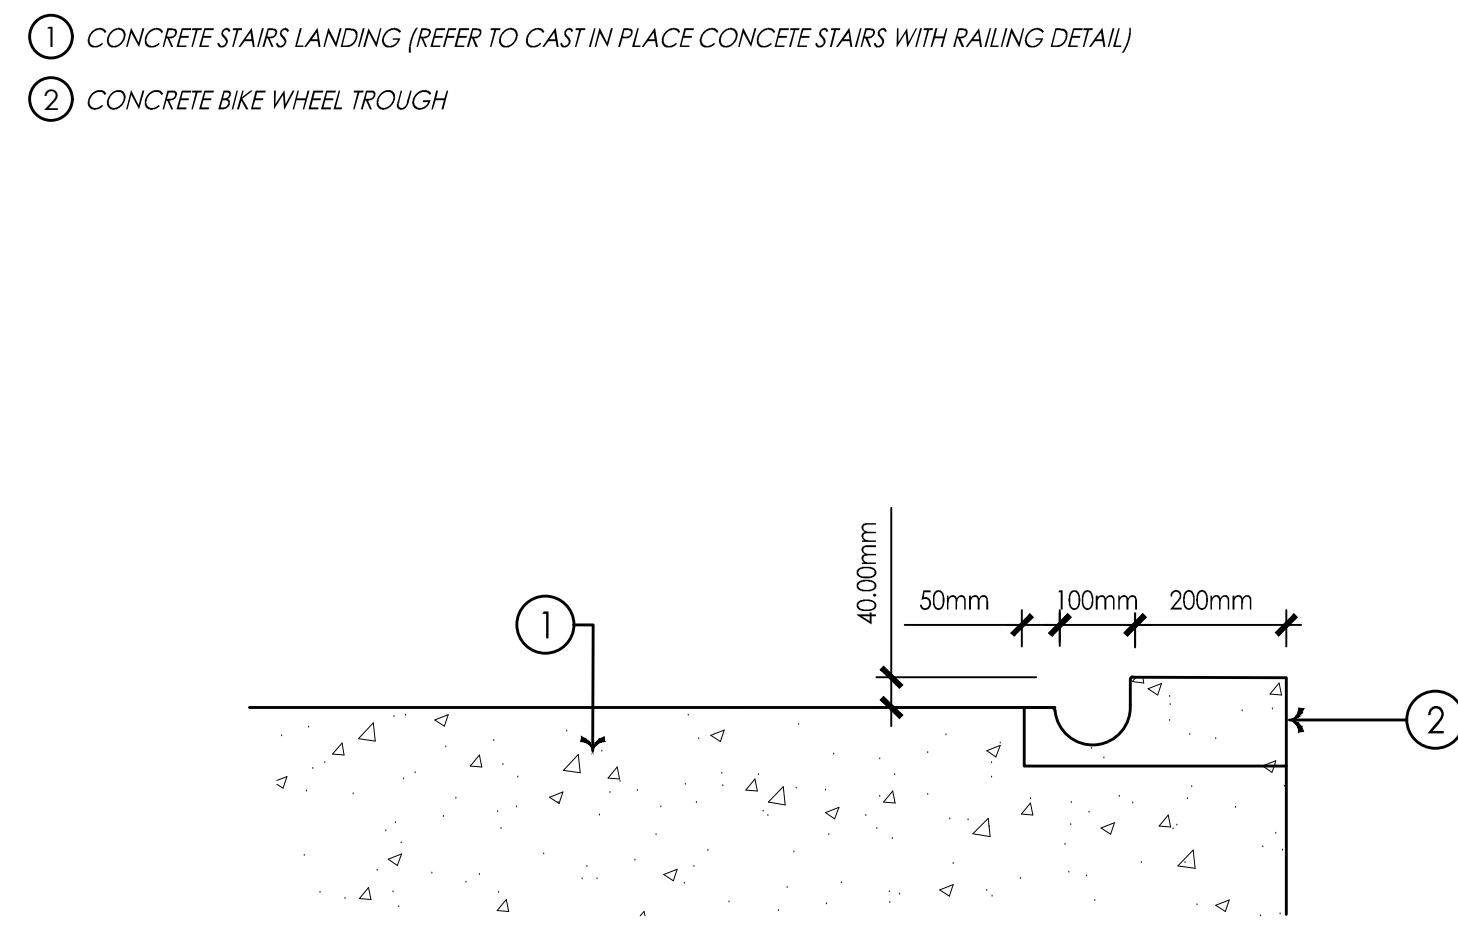 1 CONCRETE STAIRS LANDING (REFER TO CAST IN PLACE CONCETE STAIRS WITH RAILING DETAIL)
2 CONCRETE BIKE WHEEL TROUGH
40.00mm
50mm 100mm 200mm
1
2